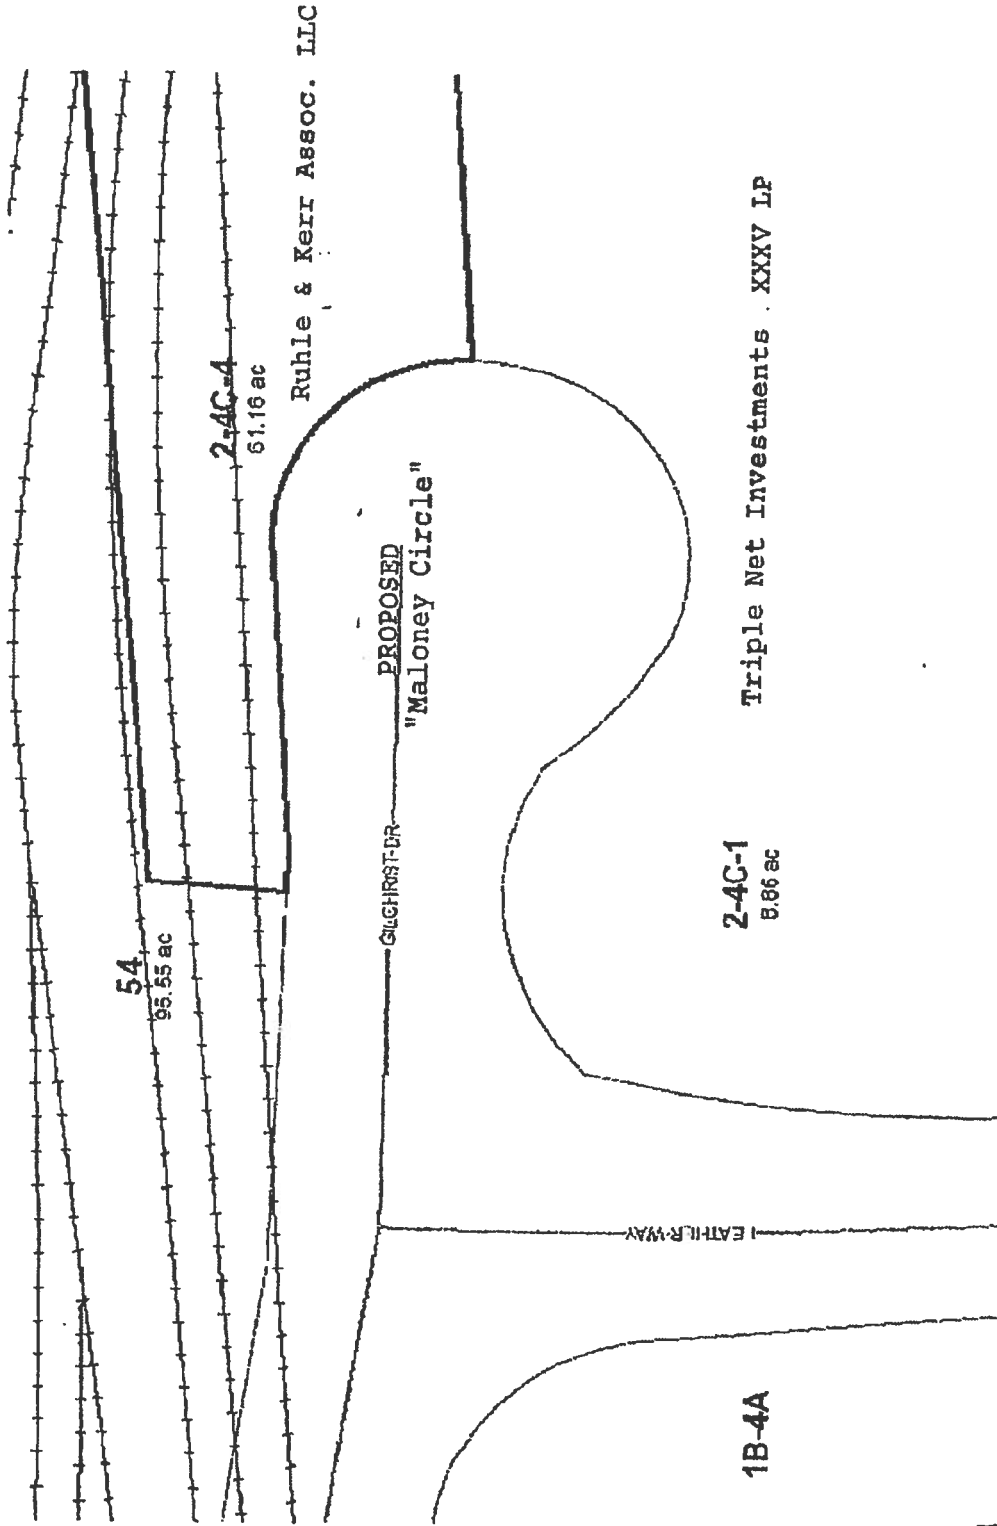 Ruhle & Kerr Assoc. LLC
2-4C-4
61.16 ac
54
95.55 ac
PROPOSED
"Maloney Circle"
GILCHRIST-DR
Triple Net Investments XXXV LP
2-4C-1
8.86 ac
1B-4A